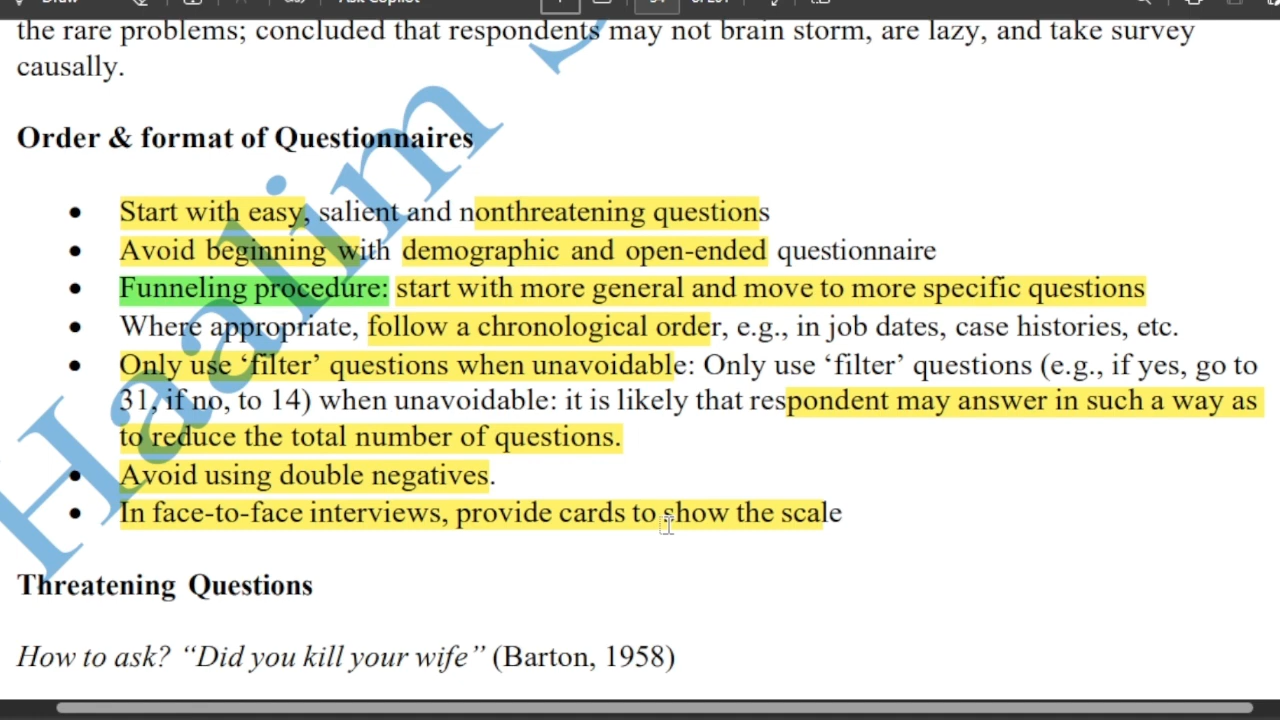 the rare problems; concluded that respondents may not brain storm, are lazy, and take survey
causally.
Order & format of Questionnaires
• Start with easy, salient and nonthreatening questions
• Avoid beginning with demographic and open-ended questionnaire
• Funneling procedure: start with more general and move to more specific questions
• Where appropriate, follow a chronological order, e.g., in job dates, case histories, etc.
• Only use ‘filter’ questions when unavoidable: Only use ‘filter’ questions (e.g., if yes, go to
31, if no, to 14) when unavoidable: it is likely that respondent may answer in such a way as
to reduce the total number of questions.
• Avoid using double negatives.
• In face-to-face interviews, provide cards to show the scale
Threatening Questions
How to ask? “Did you kill your wife” (Barton, 1958)
Haalim